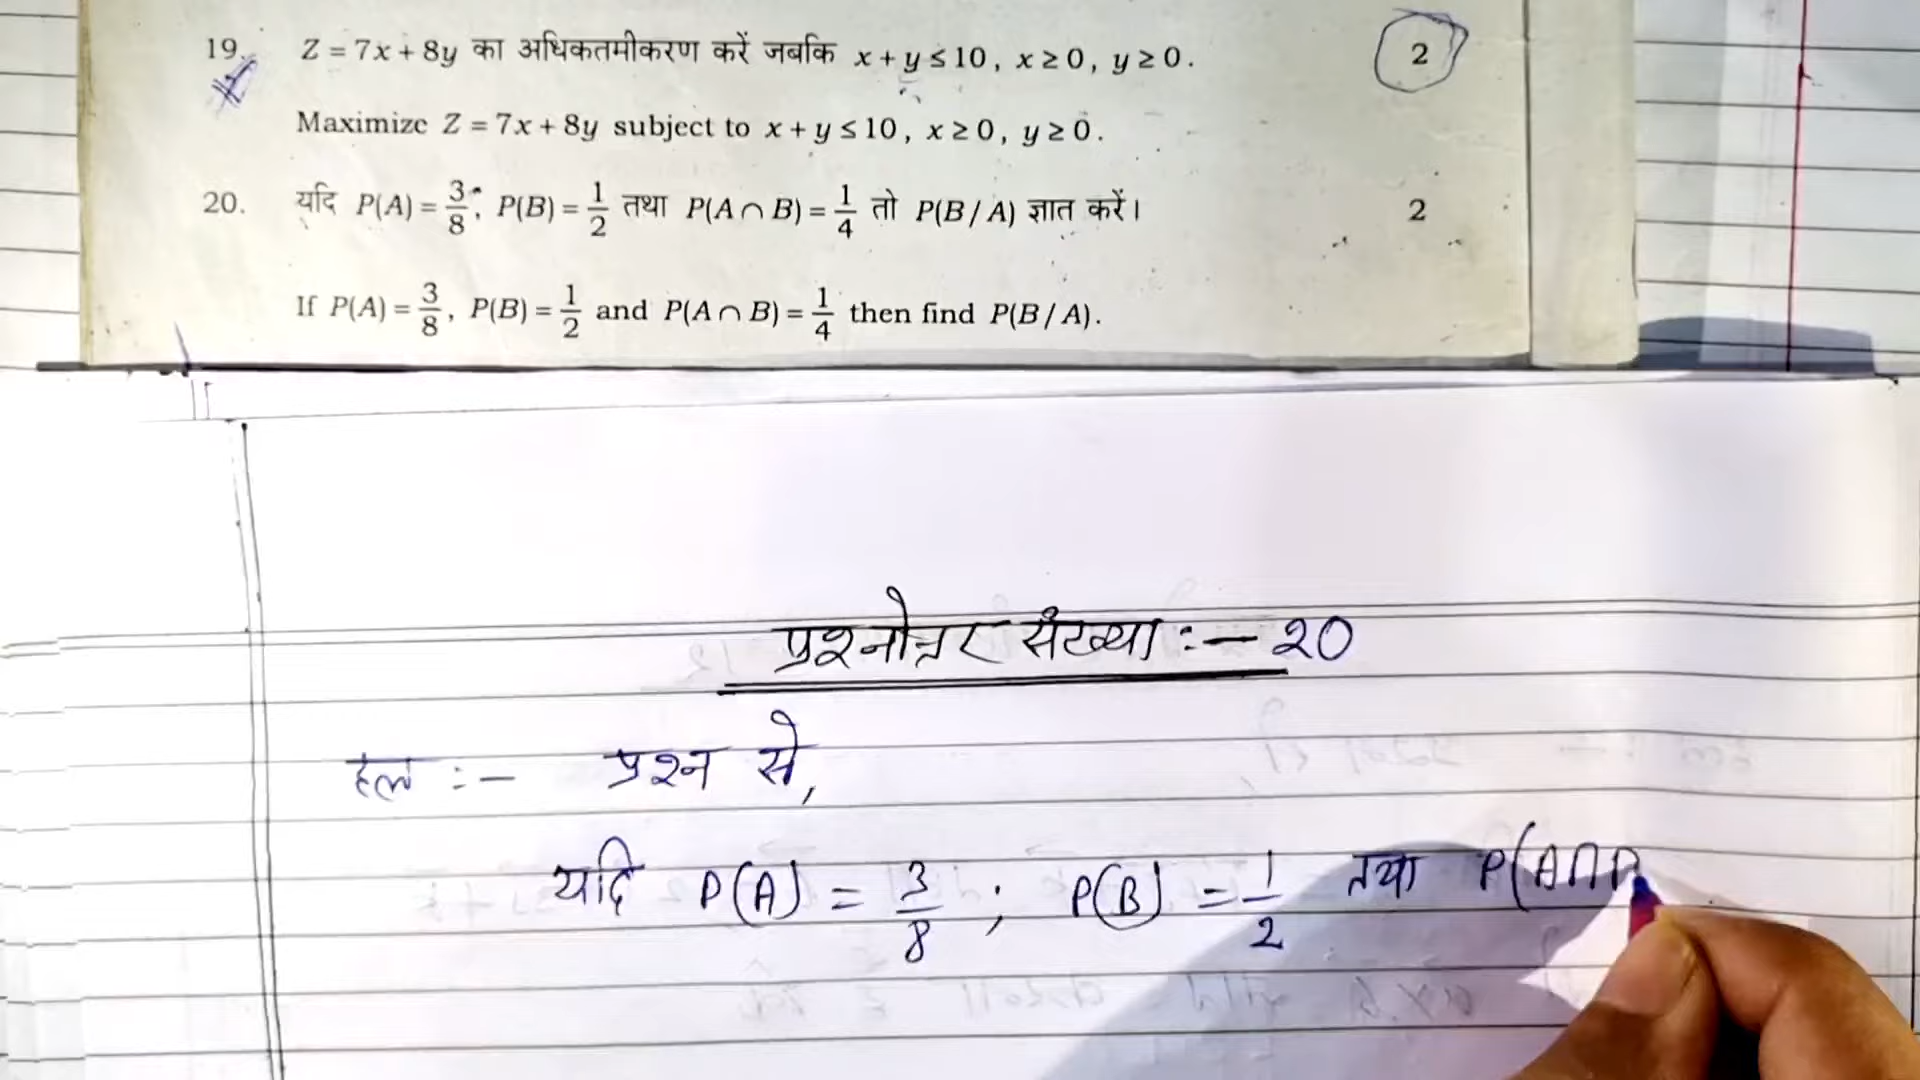 19. Z = 7x + 8y का अधिकतमीकरण करें जबकि x + y ≤ 10, x ≥ 0, y ≥ 0. 2
Maximize Z = 7x + 8y subject to x + y ≤ 10, x ≥ 0, y ≥ 0.
20. यदि P(A) = 3/8, P(B) = 1/2 तथा P(A ∩ B) = 1/4 तो P(B / A) ज्ञात करें। 2
If P(A) = 3/8, P(B) = 1/2 and P(A ∩ B) = 1/4 then find P(B / A).
प्रश्नोत्तर संख्या :- 20
हल :- प्रश्न से,
यदि P(A) = 3/8 ; P(B) = 1/2 तथा P(A∩